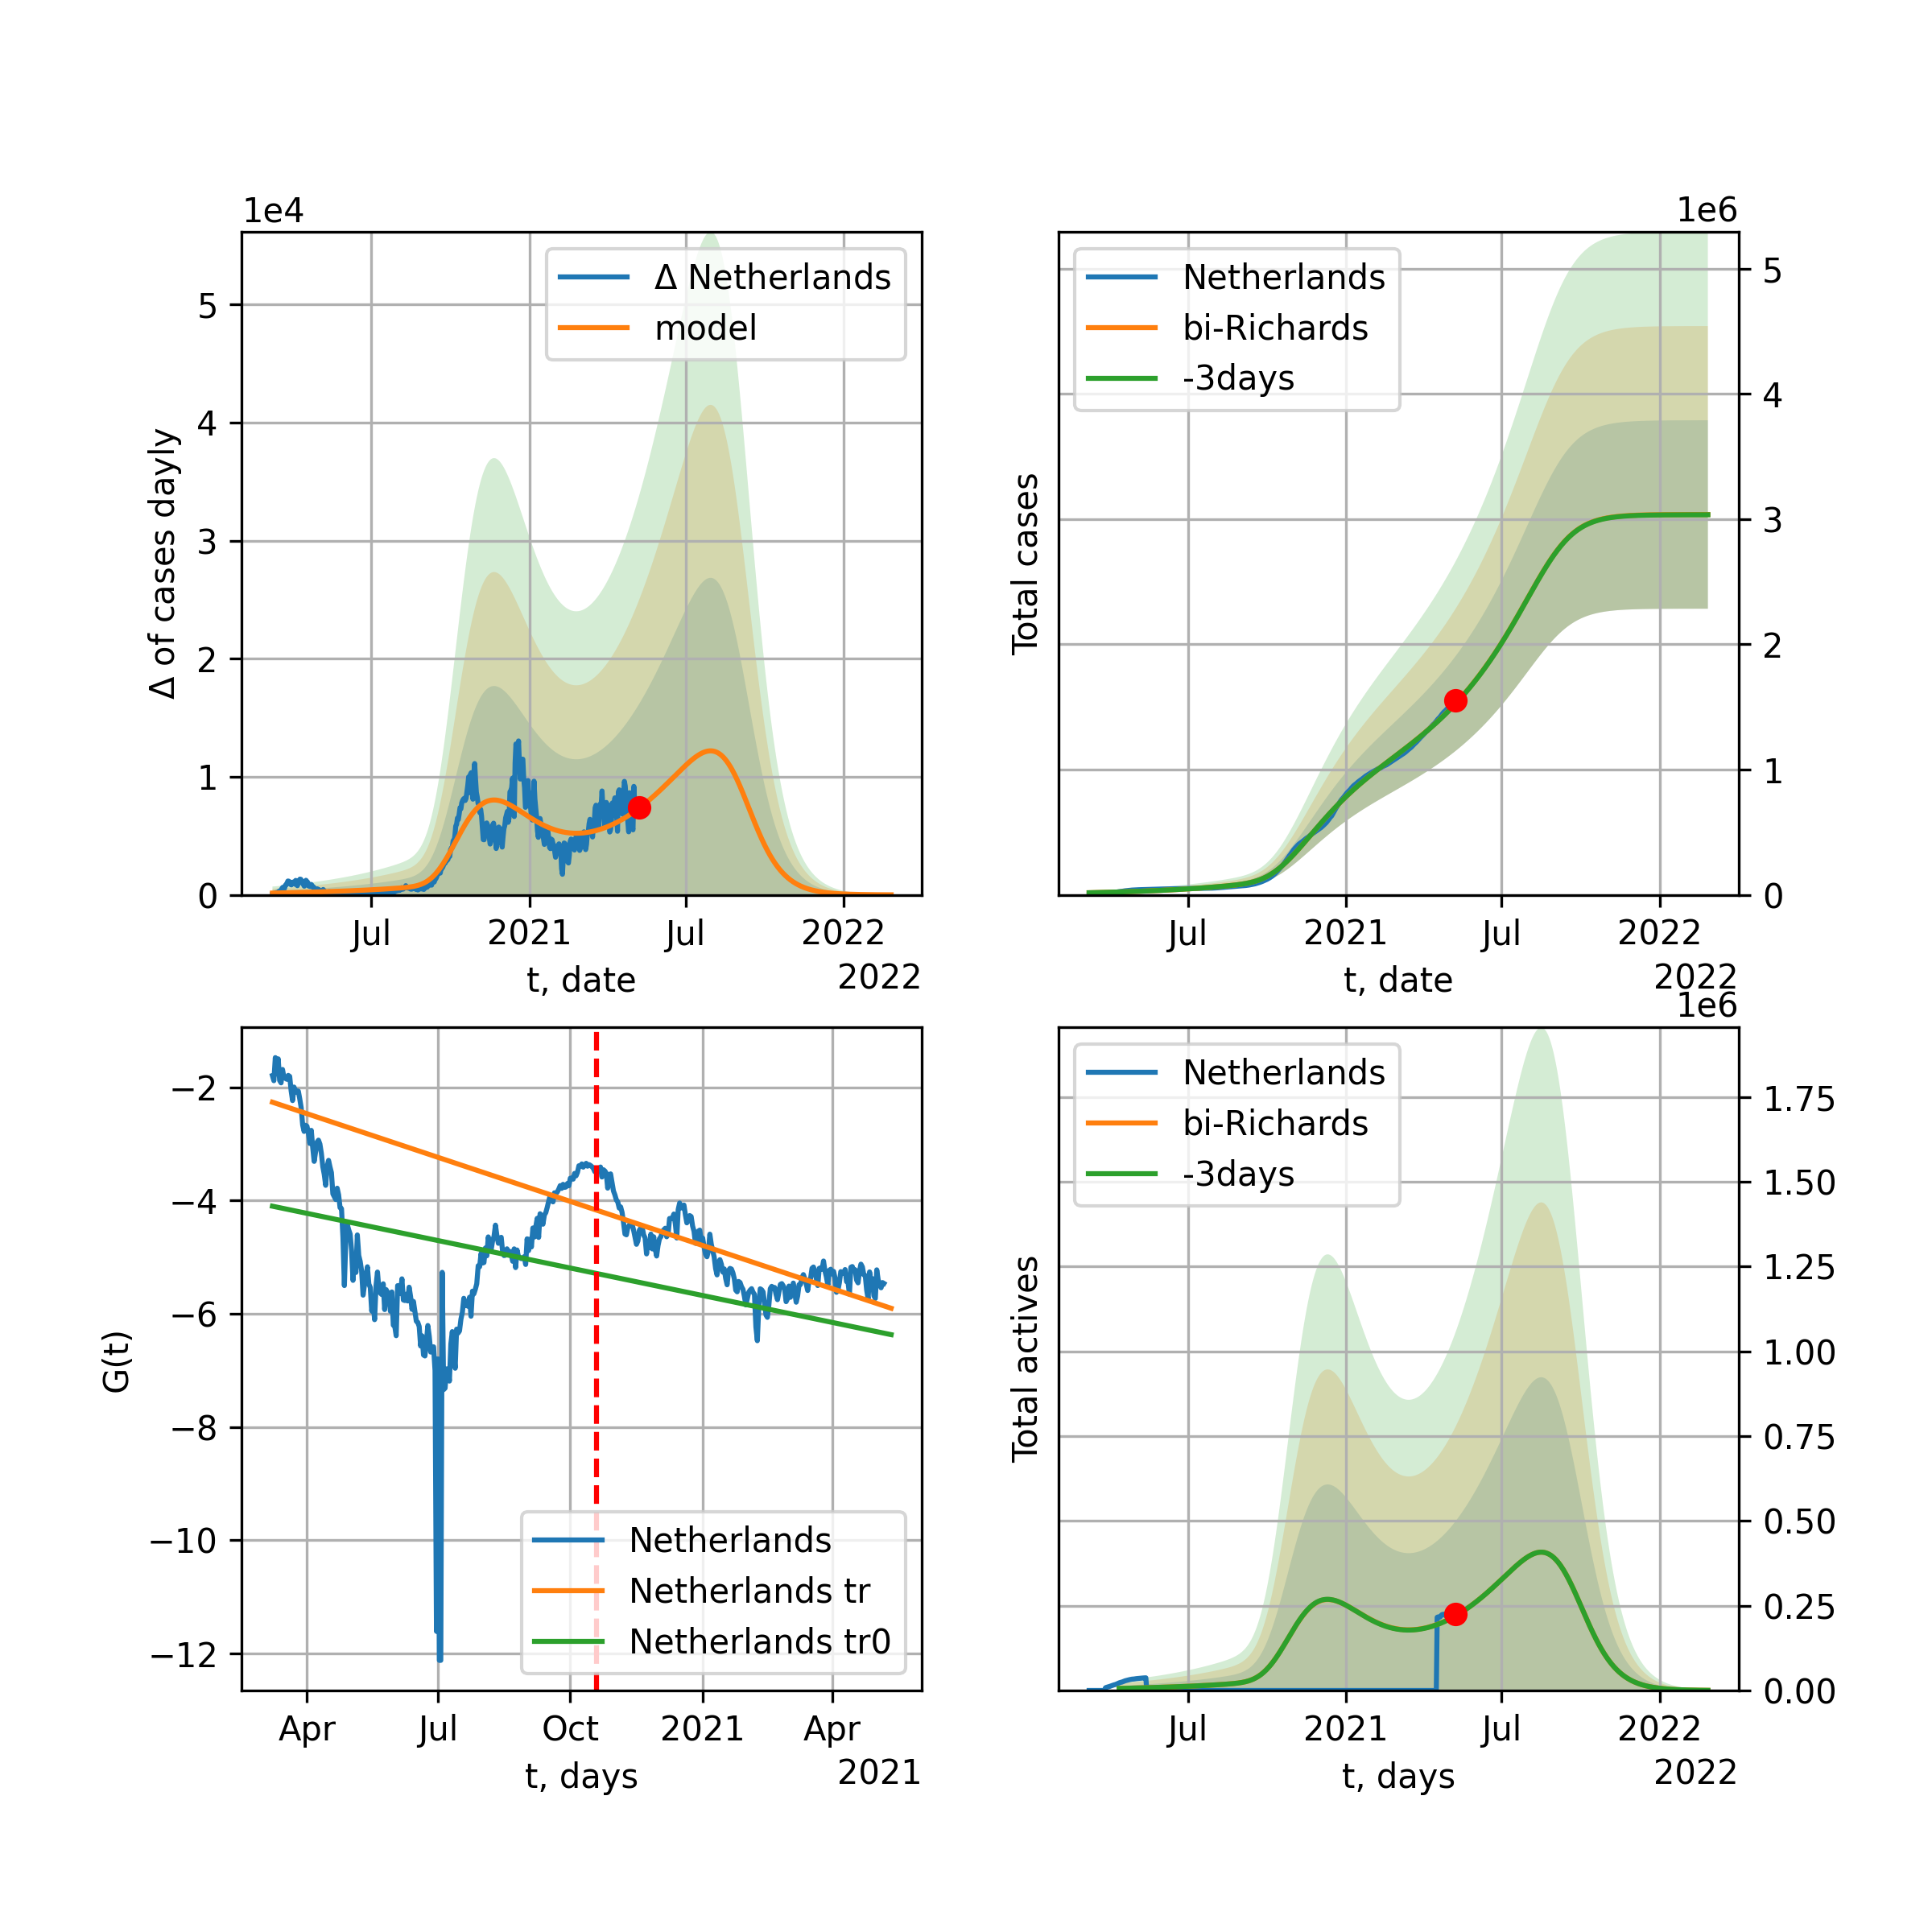 1e4
Δ Netherlands
model
5
4
3
2
1
0
Δ of cases dayly
Jul
2021
Jul
2022
t, date
2022
1e6
Netherlands
bi-Richards
-3days
5
4
3
2
1
0
Total cases
Jul
2021
Jul
2022
t, date
2022
−2
−4
−6
−8
−10
−12
G(t)
Netherlands
Netherlands tr
Netherlands tr0
Apr
Jul
Oct
2021
Apr
t, days
2021
1e6
Netherlands
bi-Richards
-3days
1.75
1.50
1.25
1.00
0.75
0.50
0.25
0.00
Total actives
Jul
2021
Jul
2022
t, days
2022